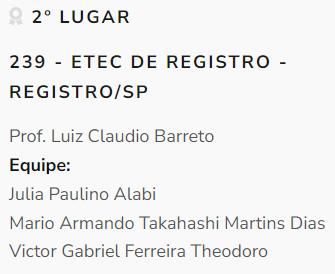 2º LUGAR
239 - ETEC DE REGISTRO -
REGISTRO/SP
Prof. Luiz Claudio Barreto
Equipe:
Julia Paulino Alabi
Mario Armando Takahashi Martins Dias
Victor Gabriel Ferreira Theodoro